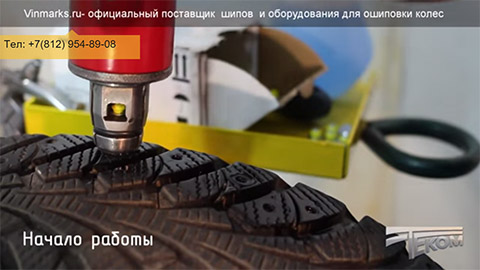 Vinmarks.ru- официальный поставщик шипов и оборудования для ошиповки колес
Тел: +7(812) 954-89-08
Начало работы
ТЕКОМ